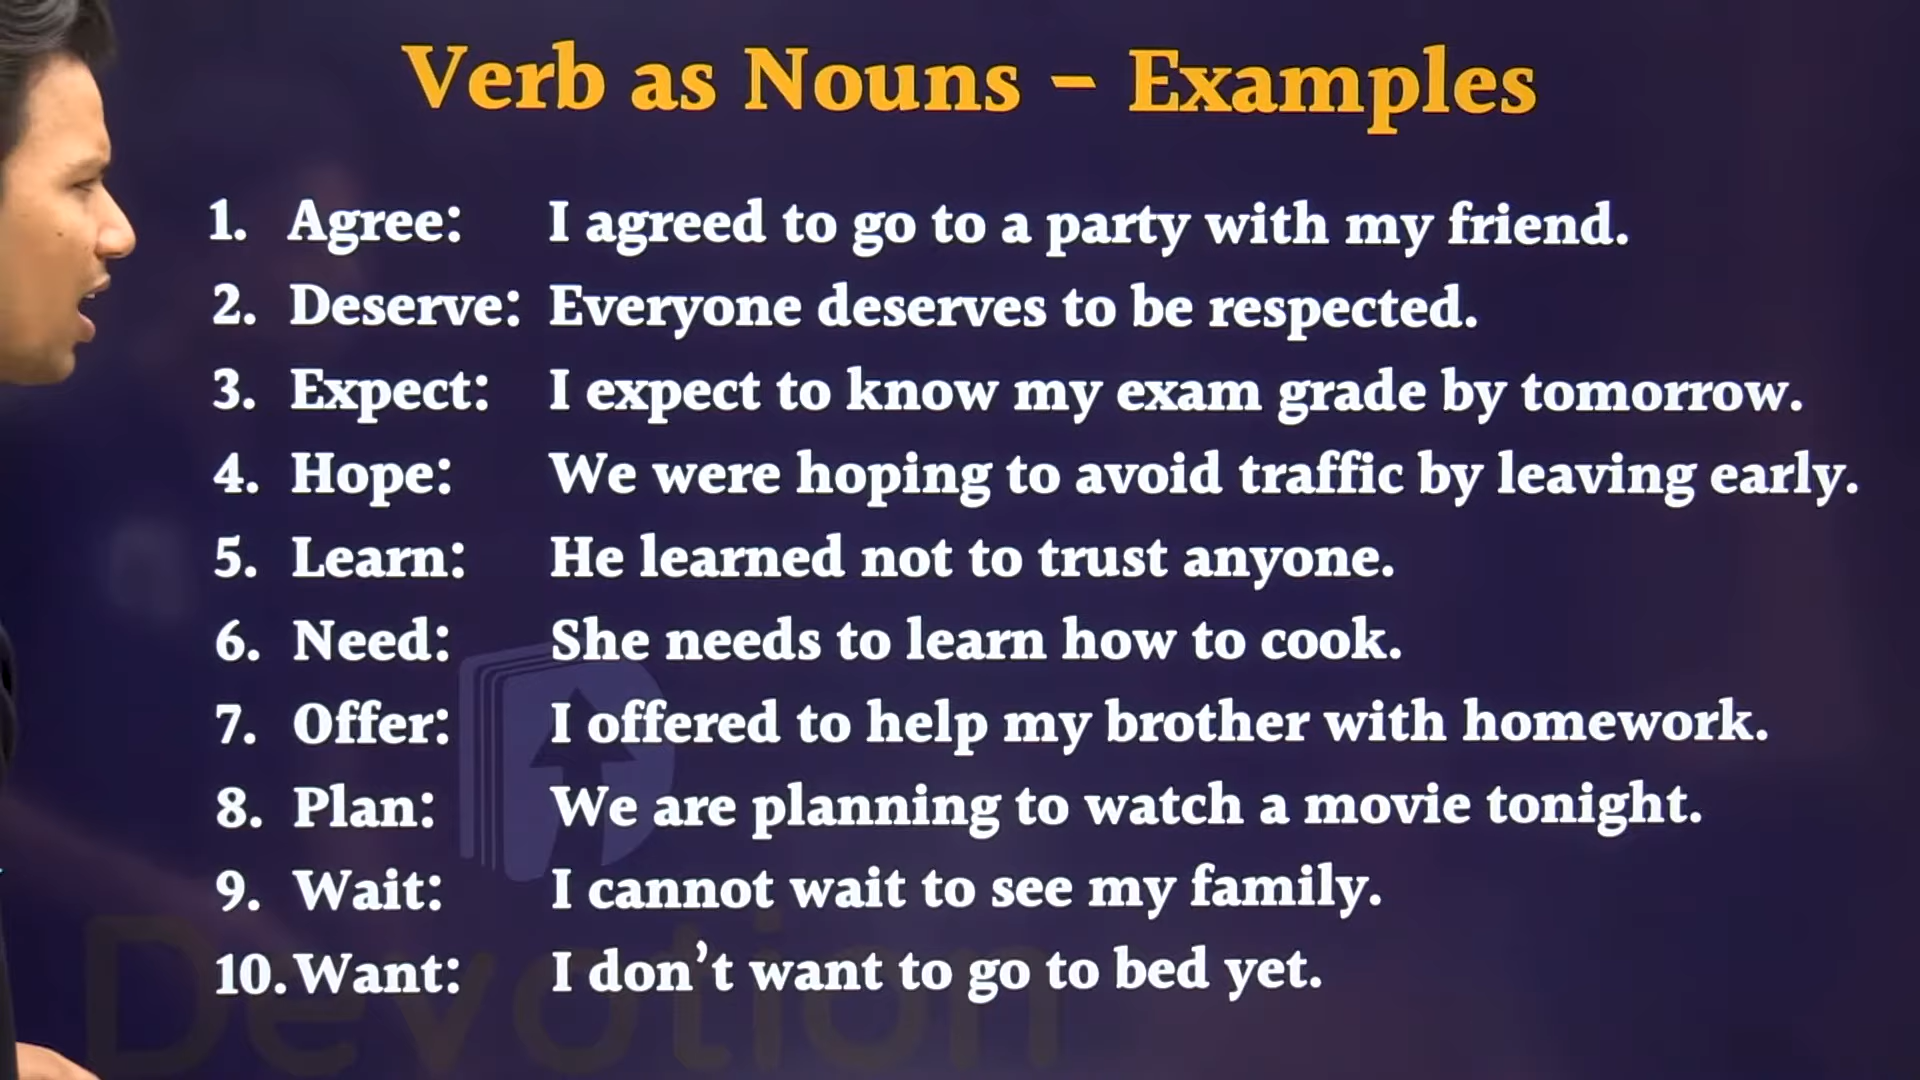 Verb as Nouns – Examples
1. Agree: I agreed to go to a party with my friend.
2. Deserve: Everyone deserves to be respected.
3. Expect: I expect to know my exam grade by tomorrow.
4. Hope: We were hoping to avoid traffic by leaving early.
5. Learn: He learned not to trust anyone.
6. Need: She needs to learn how to cook.
7. Offer: I offered to help my brother with homework.
8. Plan: We are planning to watch a movie tonight.
9. Wait: I cannot wait to see my family.
10. Want: I don’t want to go to bed yet.
Devotion